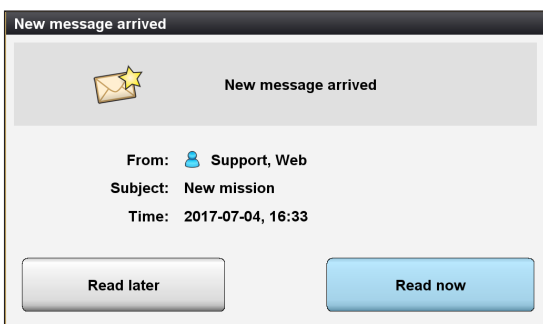 New message arrived
New message arrived
From: Support, Web
Subject: New mission
Time: 2017-07-04, 16:33
Read later
Read now